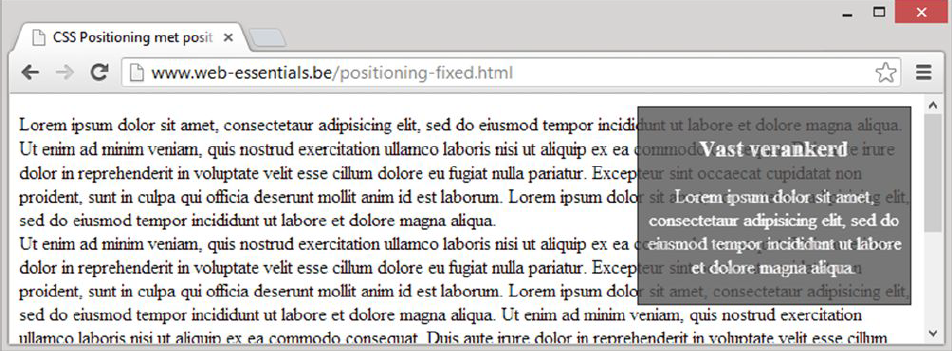 CSS Positioning met posit
www.web-essentials.be/positioning-fixed.html
Lorem ipsum dolor sit amet, consectetaur adipisicing elit, sed do eiusmod tempor incididunt ut labore et dolore magna aliqua.
Ut enim ad minim veniam, quis nostrud exercitation ullamco laboris nisi ut aliquip ex ea commodo
dolor in reprehenderit in voluptate velit esse cillum dolore eu fugiat nulla pariatur. Excepteur sint occaecat cupidatat non
proident, sunt in culpa qui officia deserunt mollit anim id est laborum. Lorem ipsum dolor
sed do eiusmod tempor incididunt ut labore et dolore magna aliqua.
Ut enim ad minim veniam, quis nostrud exercitation ullamco laboris nisi ut aliquip ex ea
dolor in reprehenderit in voluptate velit esse cillum dolore eu fugiat nulla pariatur. Excepteur sint
proident, sunt in culpa qui officia deserunt mollit anim id est laborum. Lorem ipsum dolor sit amet, consectetaur adipisicing elit,
sed do eiusmod tempor incididunt ut labore et dolore magna aliqua. Ut enim ad minim veniam, quis nostrud exercitation
ullamco laboris nisi ut aliquip ex ea commodo consequat. Duis aute irure dolor in reprehenderit in voluptate velit esse cillum
Vast verankerd
Lorem ipsum dolor sit amet,
consectetaur adipisicing elit, sed do
eiusmod tempor incididunt ut labore
et dolore magna aliqua.